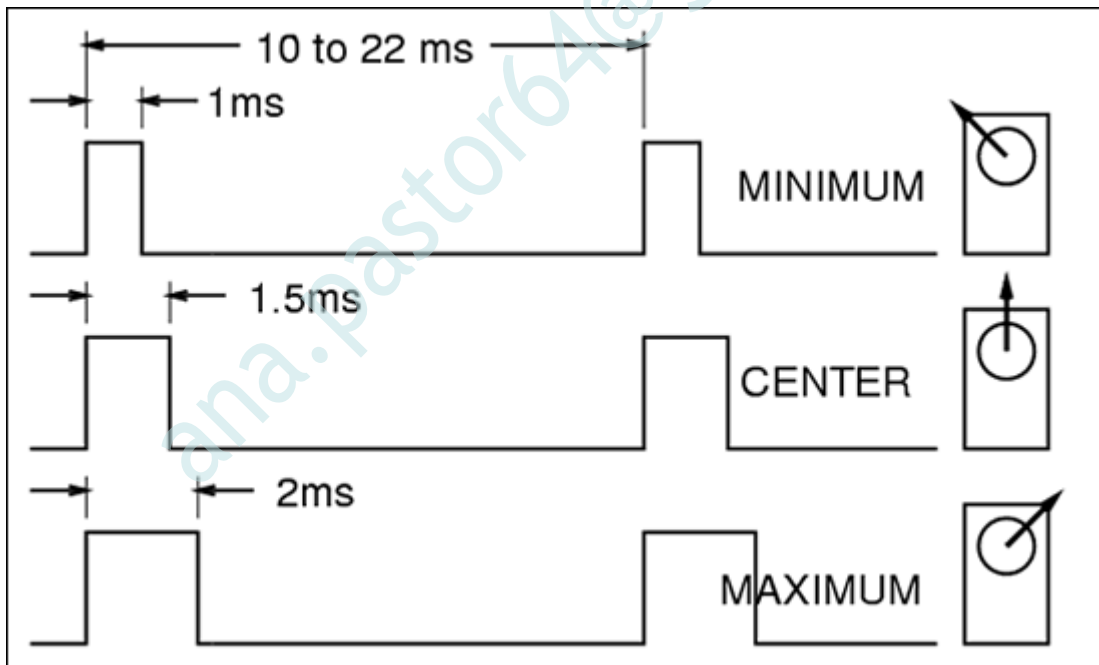 10 to 22 ms
1ms
MINIMUM
1.5ms
CENTER
2ms
MAXIMUM
ana.pastor64@